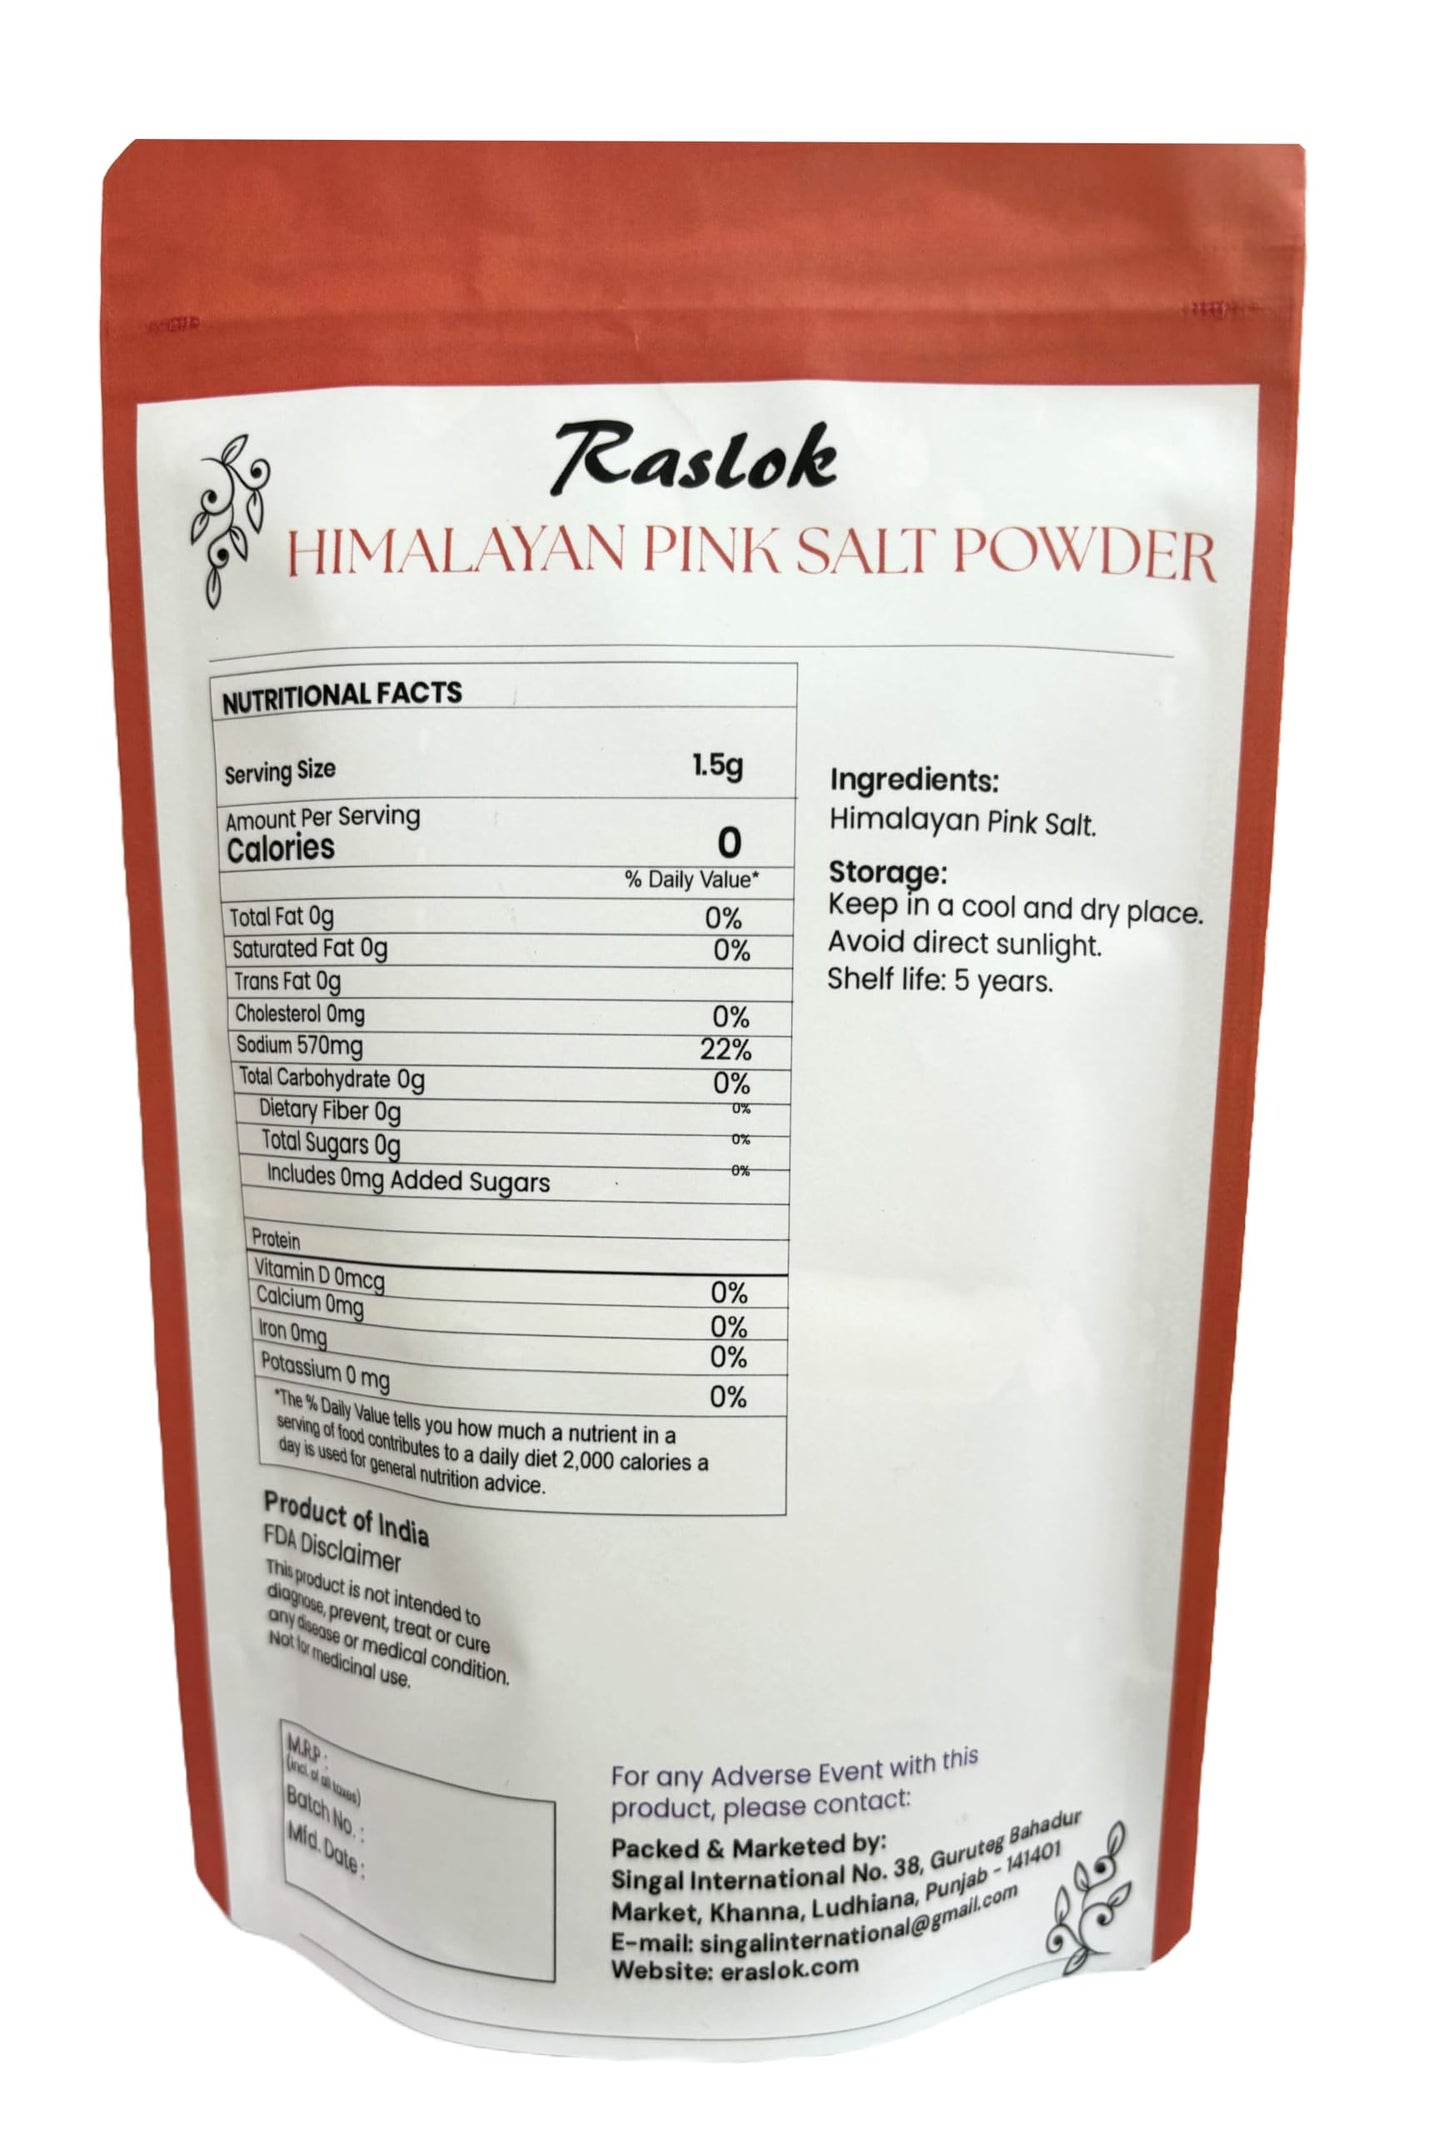 Raslok
HIMALAYAN PINK SALT POWDER
NUTRITIONAL FACTS
Serving Size 1.5g
Amount Per Serving
Calories 0
% Daily Value*
Total Fat 0g 0%
Saturated Fat 0g 0%
Trans Fat 0g
Cholesterol 0mg 0%
Sodium 570mg 22%
Total Carbohydrate 0g 0%
Dietary Fiber 0g 0%
Total Sugars 0g 0%
Includes 0mg Added Sugars 0%
Protein
Vitamin D 0mcg 0%
Calcium 0mg 0%
Iron 0mg 0%
Potassium 0 mg 0%
*The % Daily Value tells you how much a nutrient in a
serving of food contributes to a daily diet 2,000 calories a
day is used for general nutrition advice.
Ingredients:
Himalayan Pink Salt.
Storage:
Keep in a cool and dry place.
Avoid direct sunlight.
Shelf life: 5 years.
Product of India
FDA Disclaimer
This product is not intended to
diagnose, prevent, treat or cure
any disease or medical condition.
Not for medicinal use.
M.R.P :
(incl. of all taxes)
Batch No. :
Mfd. Date :
For any Adverse Event with this
product, please contact:
Packed & Marketed by:
Singal International No. 38, Guruteg Bahadur
Market, Khanna, Ludhiana, Punjab - 141401
E-mail: singalinternational@gmail.com
Website: eraslok.com